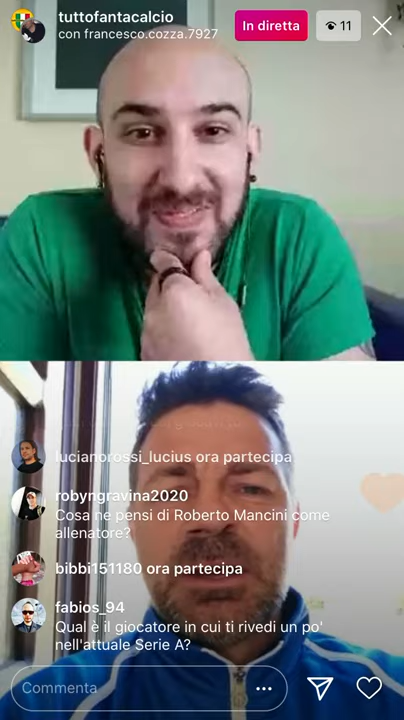 tuttofantacalcio
con francesco.cozza.7927
In diretta
11
lucianorossi_lucius ora partecipa
robyngravina2020
Cosa ne pensi di Roberto Mancini come
allenatore?
bibbi151180 ora partecipa
fabios_94
Qual è il giocatore in cui ti rivedi un po'
nell'attuale Serie A?
Commenta